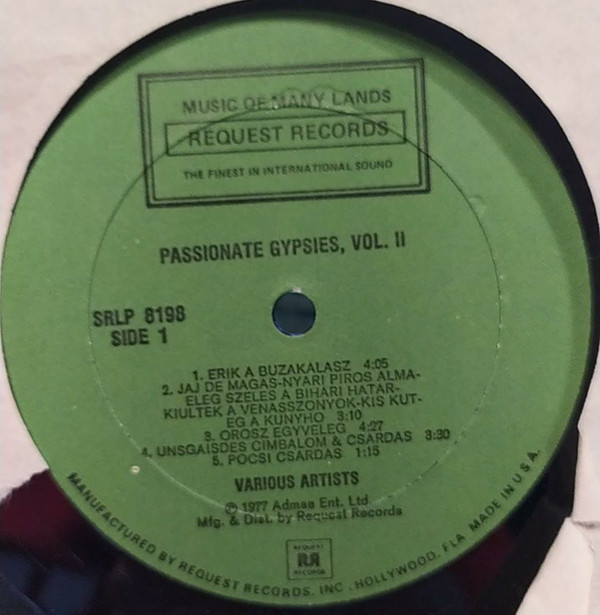 MUSIC OF MANY LANDS
REQUEST RECORDS
THE FINEST IN INTERNATIONAL SOUND
PASSIONATE GYPSIES, VOL. II
SRLP 8198
SIDE 1
1. ERIK A BUZAKALASZ 4:05
2. JAJ DE MAGAS-NYARI PIROS ALMA-
ELEG SZELES A BIHARI HATAR-
KIULTEK A VENASSZONYOK-KIS KUT-
EG A KUNYHO 3:10
3. OROSZ EGYVELEG 4:27
4. UNSGAISDES CIMBALOM & CSARDAS 3:30
5. POCSI CSARDAS 1:15
VARIOUS ARTISTS
℗ 1977 Admaa Ent. Ltd.
Mfg. & Dist. by Request Records
REQUEST
RR
RECORDS
MANUFACTURED BY REQUEST RECORDS, INC. HOLLYWOOD, FLA MADE IN U.S.A.